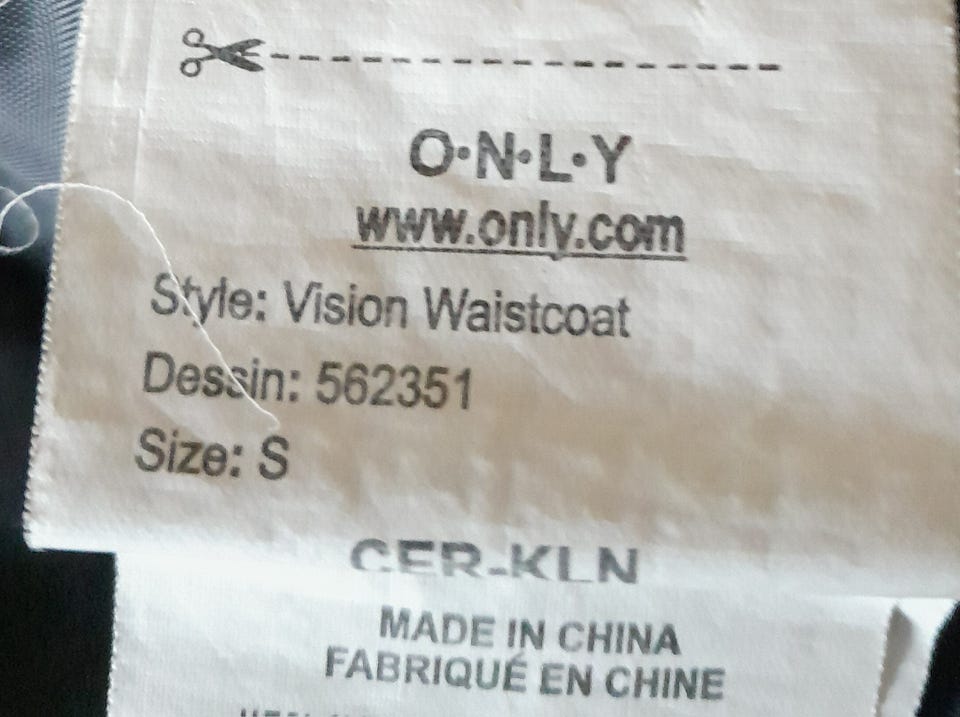 O·N·L·Y
www.only.com
Style: Vision Waistcoat
Dessin: 562351
Size: S
CER-KLN
MADE IN CHINA
FABRIQUÉ EN CHINE